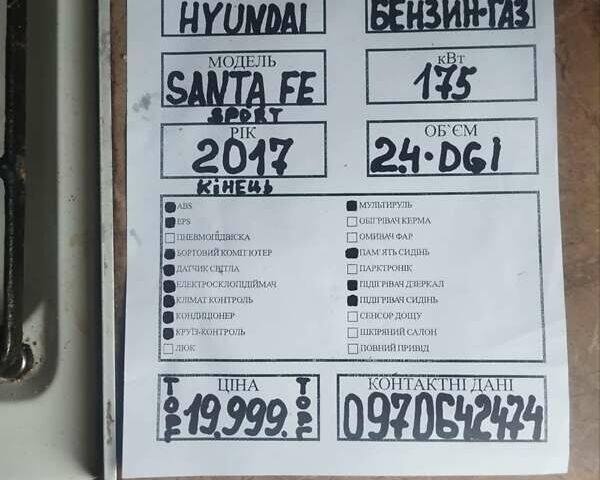 HYUNDAI БЕНЗИН-ГАЗ
МОДЕЛЬ кВт
SANTA FE 175
SPORT
РІК ОБ`ЄМ
2017 2.4·DGI
КІНЕЦЬ
ABS МУЛЬТИРУЛЬ
EPS ОБІГРІВАЧ КЕРМА
ПНЕВМОПІДВІСКА ОМИВАЧ ФАР
БОРТОВИЙ КОМП'ЮТЕР ПАМ`ЯТЬ СИДІНЬ
ДАТЧИК СВІТЛА ПАРКТРОНІК
ЕЛЕКТРОСКЛОПІДІЙМАЧ ПІДІГРІВАЧ ДЗЕРКАЛ
КЛІМАТ КОНТРОЛЬ ПІДІГРІВАЧ СИДІНЬ
КОНДИЦІОНЕР СЕНСОР ДОЩУ
КРУЇЗ-КОНТРОЛЬ ШКІРЯНИЙ САЛОН
ЛЮК ПОВНИЙ ПРИВІД
ЦІНА КОНТАКТНІ ДАНІ
ТОРГ 19.999. ТОРГ 0970642474